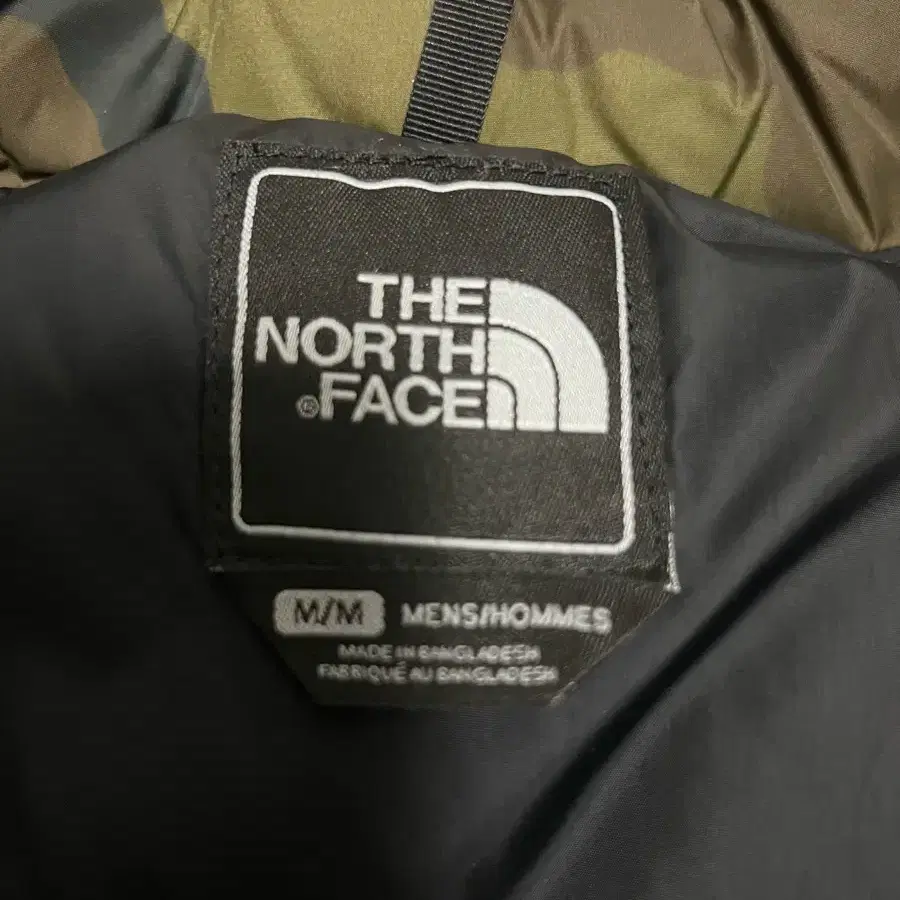 THE
NORTH
®FACE
M/M MENS/HOMMES
MADE IN BANGLADESH
FABRIQUÉ AU BANGLADESH